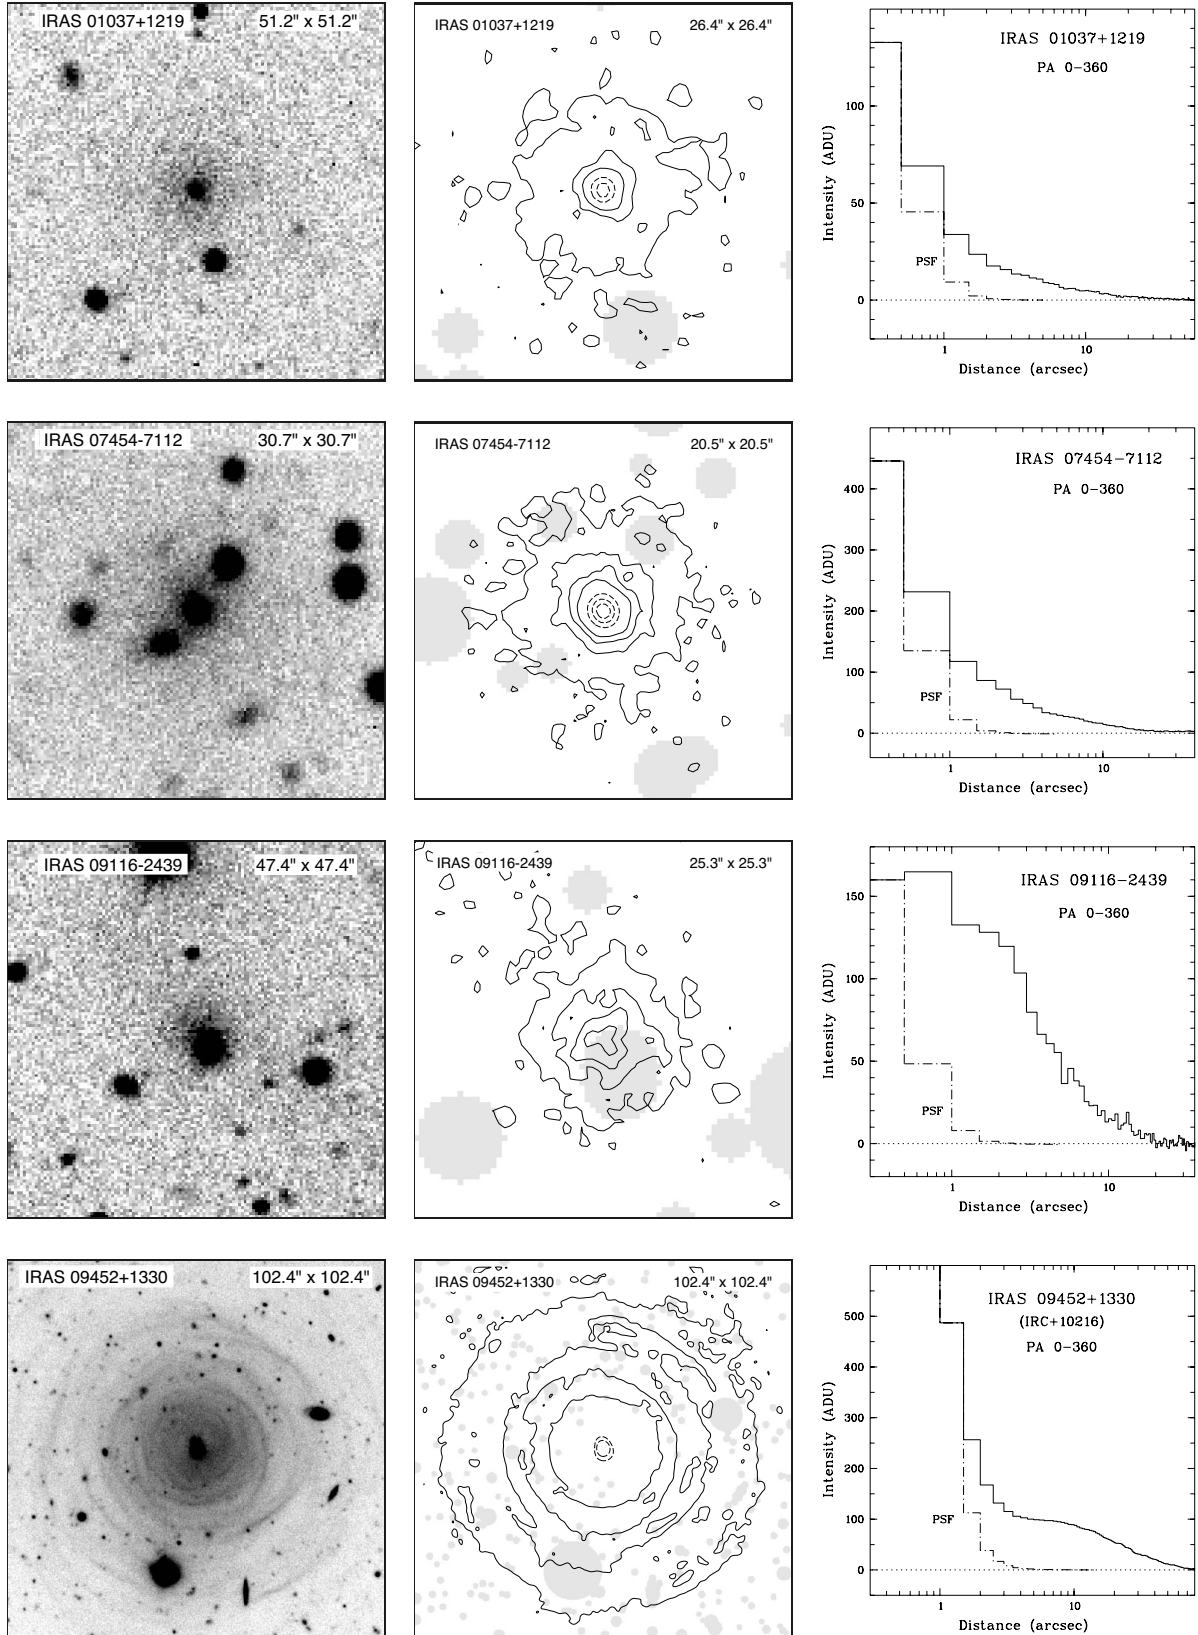 IRAS 01037+1219 51.2" x 51.2"
IRAS 01037+1219 26.4" x 26.4"
IRAS 01037+1219
PA 0-360
100
50
0
Intensity (ADU)
PSF
1 10
Distance (arcsec)
IRAS 07454-7112 30.7" x 30.7"
IRAS 07454-7112 20.5" x 20.5"
IRAS 07454-7112
PA 0-360
400
300
200
100
0
Intensity (ADU)
PSF
1 10
Distance (arcsec)
IRAS 09116-2439 47.4" x 47.4"
IRAS 09116-2439 25.3" x 25.3"
IRAS 09116-2439
PA 0-360
150
100
50
0
Intensity (ADU)
PSF
1 10
Distance (arcsec)
IRAS 09452+1330 102.4" x 102.4"
IRAS 09452+1330 102.4" x 102.4"
IRAS 09452+1330
(IRC+10216)
PA 0-360
500
400
300
200
100
0
Intensity (ADU)
PSF
1 10
Distance (arcsec)